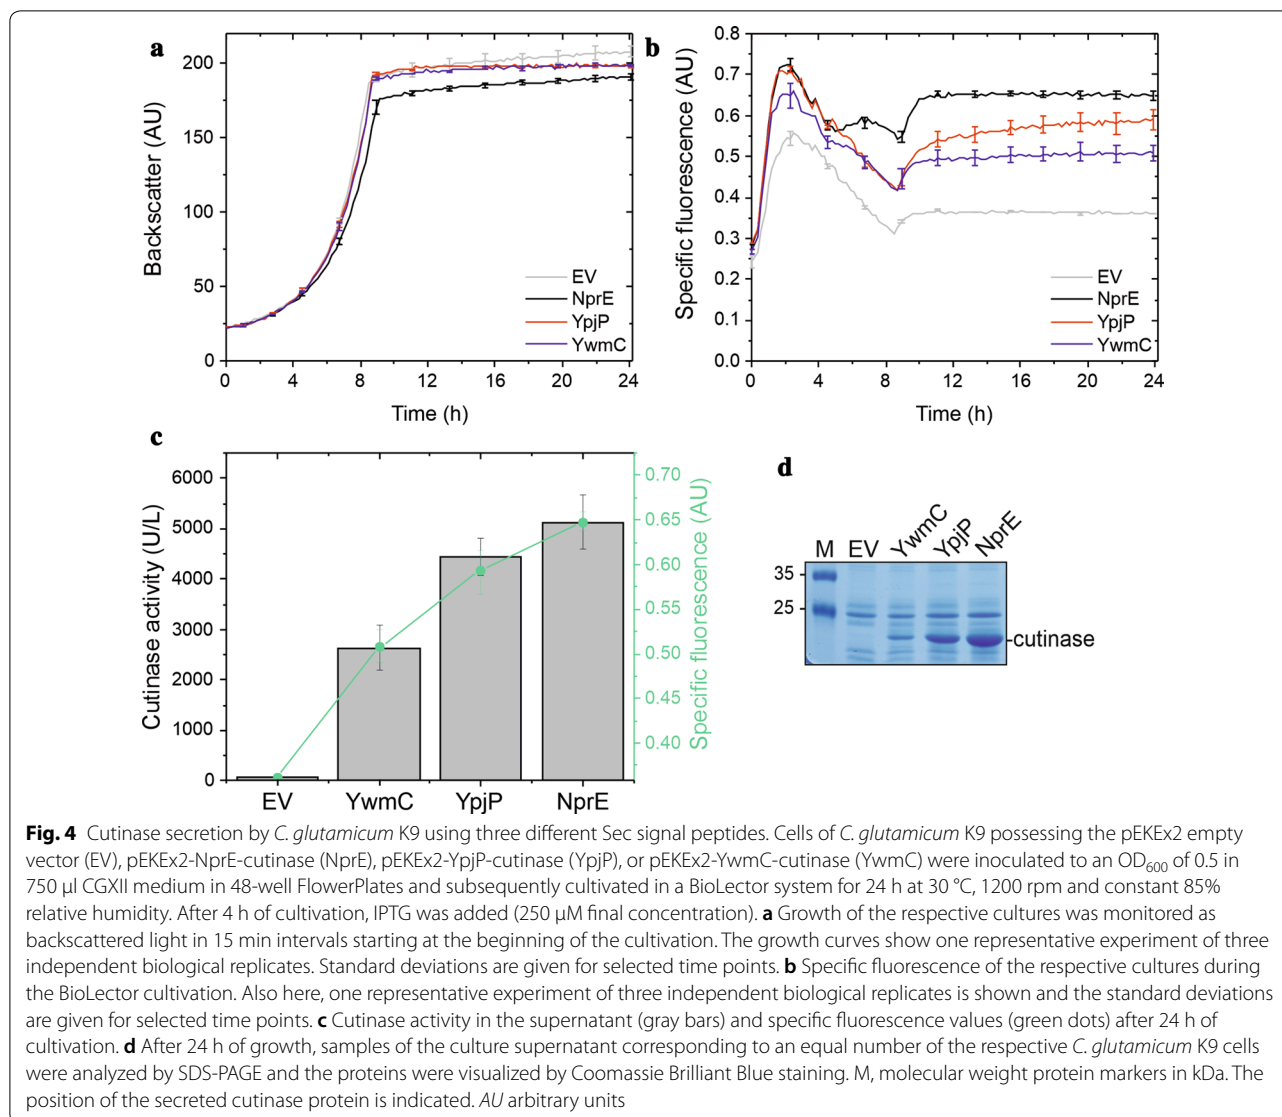 a
Backscatter (AU)
200
150
100
50
0
EV
NprE
YpjP
YwmC
0 4 8 12 16 20 24
Time (h)
b
Specific fluorescence (AU)
0.8
0.7
0.6
0.5
0.4
0.3
0.2
0.1
0.0
EV
NprE
YpjP
YwmC
0 4 8 12 16 20 24
Time (h)
c
Cutinase activity (U/L)
6000
5000
4000
3000
2000
1000
0
EV YwmC YpjP NprE
0.70
0.65
0.60
0.55
0.50
0.45
0.40
Specific fluorescence (AU)
d
M EV YwmC YpjP NprE
35
25
cutinase
Fig. 4 Cutinase secretion by C. glutamicum K9 using three different Sec signal peptides. Cells of C. glutamicum K9 possessing the pEKEx2 empty
vector (EV), pEKEx2-NprE-cutinase (NprE), pEKEx2-YpjP-cutinase (YpjP), or pEKEx2-YwmC-cutinase (YwmC) were inoculated to an OD600 of 0.5 in
750 µl CGXII medium in 48-well FlowerPlates and subsequently cultivated in a BioLector system for 24 h at 30 °C, 1200 rpm and constant 85%
relative humidity. After 4 h of cultivation, IPTG was added (250 µM final concentration). a Growth of the respective cultures was monitored as
backscattered light in 15 min intervals starting at the beginning of the cultivation. The growth curves show one representative experiment of three
independent biological replicates. Standard deviations are given for selected time points. b Specific fluorescence of the respective cultures during
the BioLector cultivation. Also here, one representative experiment of three independent biological replicates is shown and the standard deviations
are given for selected time points. c Cutinase activity in the supernatant (gray bars) and specific fluorescence values (green dots) after 24 h of
cultivation. d After 24 h of growth, samples of the culture supernatant corresponding to an equal number of the respective C. glutamicum K9 cells
were analyzed by SDS-PAGE and the proteins were visualized by Coomassie Brilliant Blue staining. M, molecular weight protein markers in kDa. The
position of the secreted cutinase protein is indicated. AU arbitrary units